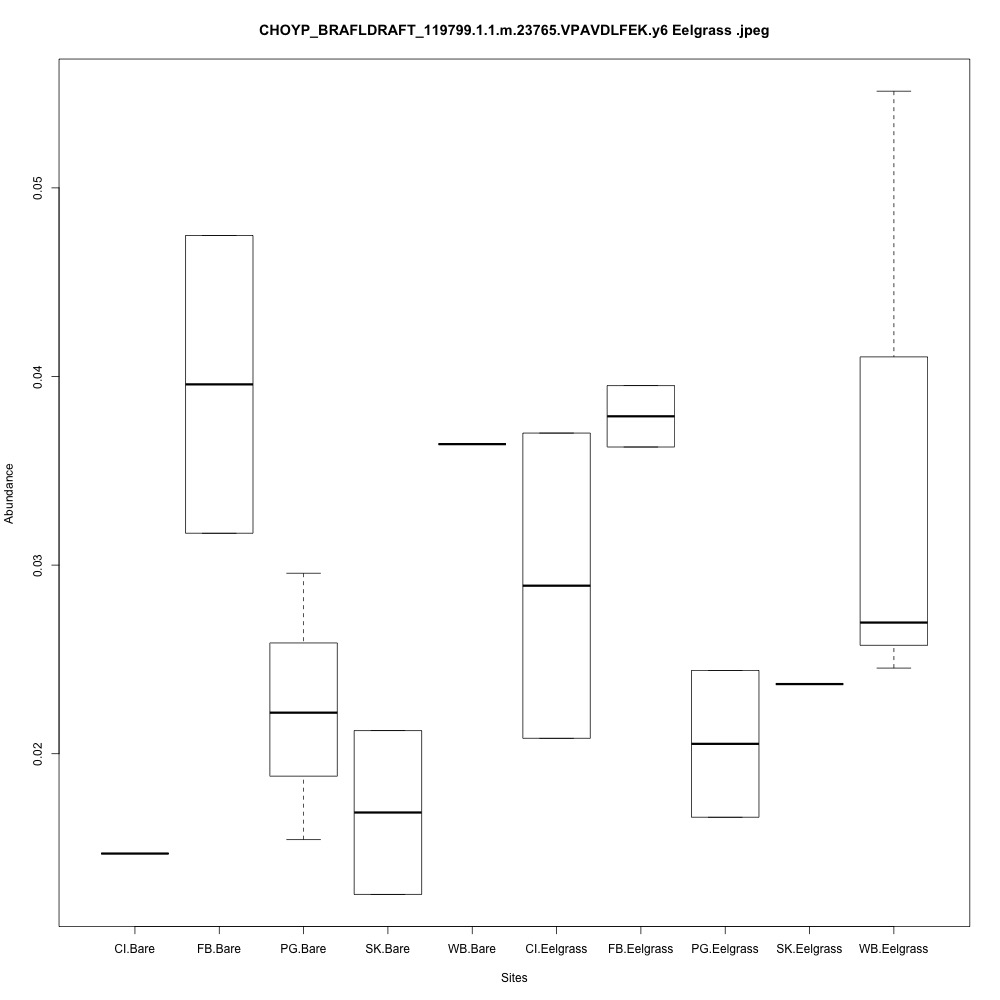 CHOYP_BRAFLDRAFT_119799.1.1.m.23765.VPAVDLFEK.y6 Eelgrass .jpeg
0.05
0.04
0.03
0.02
Abundance
CI.Bare FB.Bare PG.Bare SK.Bare WB.Bare CI.Eelgrass FB.Eelgrass PG.Eelgrass SK.Eelgrass WB.Eelgrass
Sites